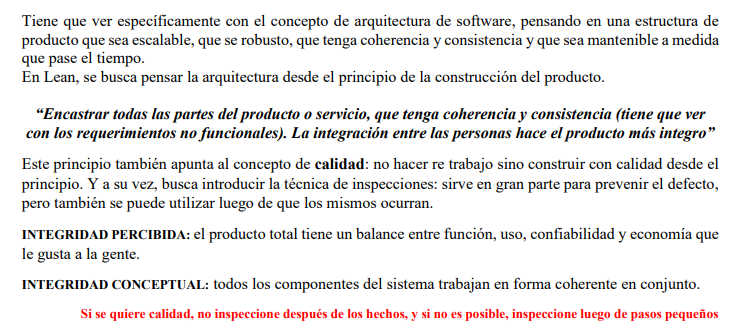 Tiene que ver específicamente con el concepto de arquitectura de software, pensando en una estructura de
producto que sea escalable, que se robusto, que tenga coherencia y consistencia y que sea mantenible a medida
que pase el tiempo.
En Lean, se busca pensar la arquitectura desde el principio de la construcción del producto.
“Encastrar todas las partes del producto o servicio, que tenga coherencia y consistencia (tiene que ver
con los requerimientos no funcionales). La integración entre las personas hace el producto más integro”
Este principio también apunta al concepto de calidad: no hacer re trabajo sino construir con calidad desde el
principio. Y a su vez, busca introducir la técnica de inspecciones: sirve en gran parte para prevenir el defecto,
pero también se puede utilizar luego de que los mismos ocurran.
INTEGRIDAD PERCIBIDA: el producto total tiene un balance entre función, uso, confiabilidad y economía que
le gusta a la gente.
INTEGRIDAD CONCEPTUAL: todos los componentes del sistema trabajan en forma coherente en conjunto.
Si se quiere calidad, no inspeccione después de los hechos, y si no es posible, inspeccione luego de pasos pequeños